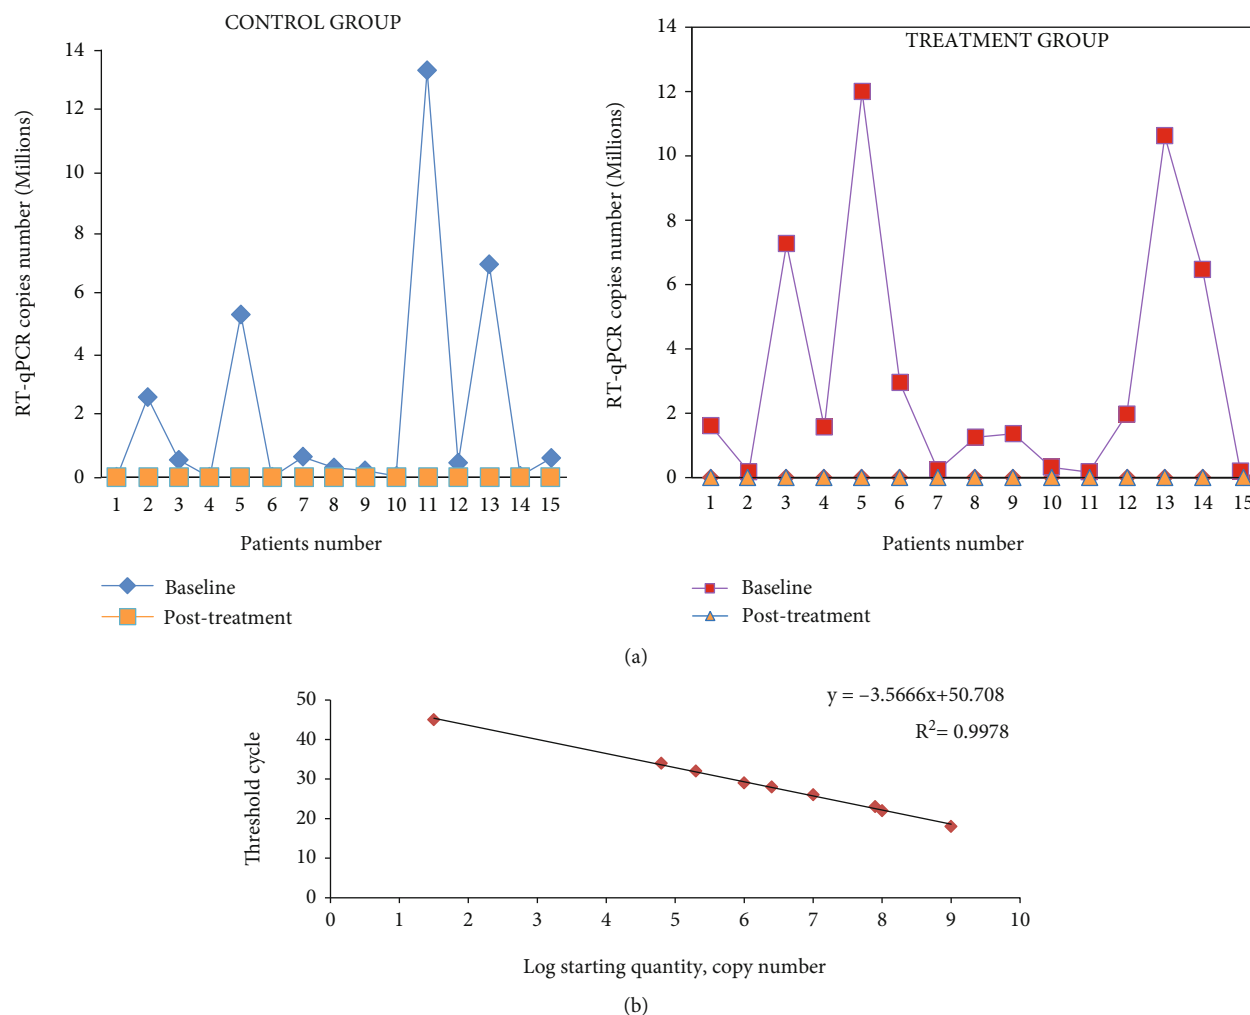 CONTROL GROUP
RT-qPCR copies number (Millions)
14
12
10
8
6
4
2
0
1 2 3 4 5 6 7 8 9 10 11 12 13 14 15
Patients number
Baseline
Post-treatment
TREATMENT GROUP
RT-qPCR copies number (Millions)
14
12
10
8
6
4
2
0
1 2 3 4 5 6 7 8 9 10 11 12 13 14 15
Patients number
Baseline
Post-treatment
(a)
y = –3.5666x+50.708
R²= 0.9978
Threshold cycle
50
40
30
20
10
0
0 1 2 3 4 5 6 7 8 9 10
Log starting quantity, copy number
(b)